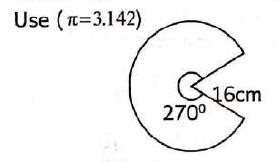 Use (π=3.142)
16cm
270⁰